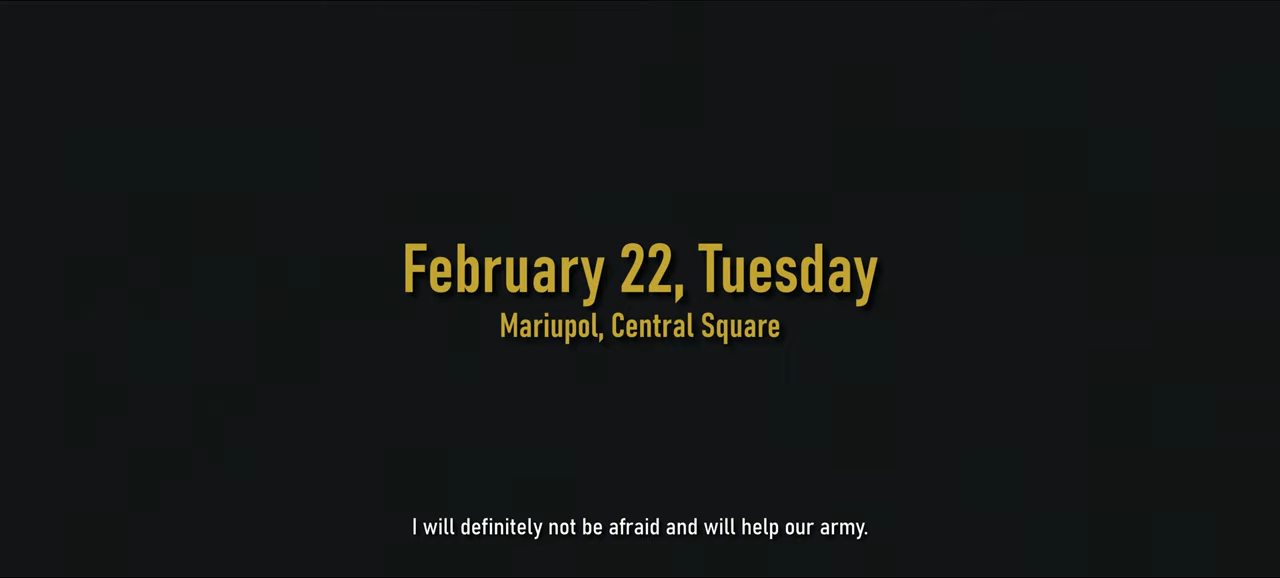 February 22, Tuesday
Mariupol, Central Square
I will definitely not be afraid and will help our army.